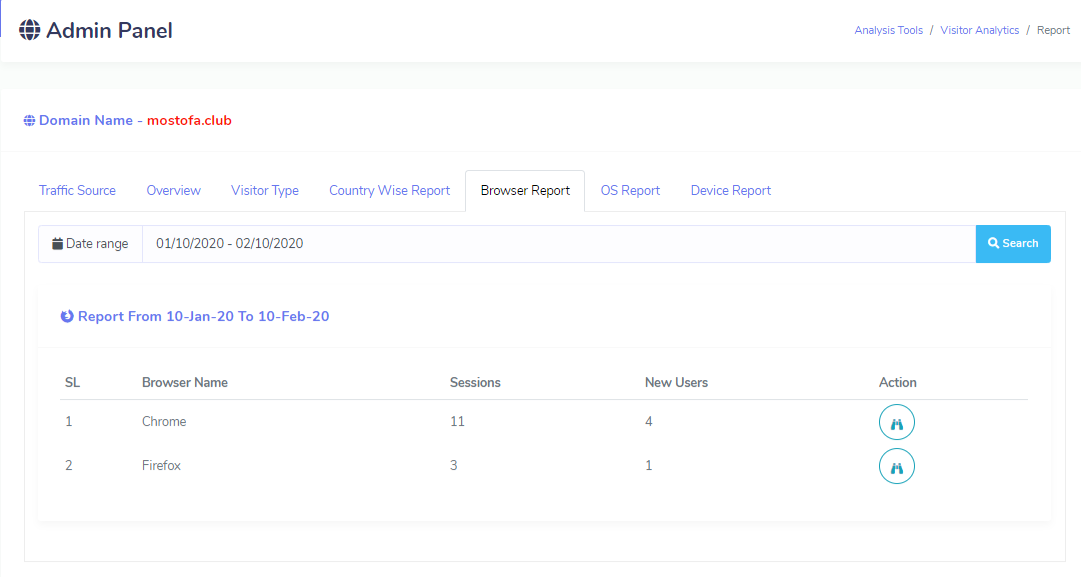 Admin Panel
Analysis Tools / Visitor Analytics / Report
Domain Name - mostofa.club
Traffic Source Overview Visitor Type Country Wise Report Browser Report OS Report Device Report
Date range 01/10/2020 - 02/10/2020 Search
Report From 10-Jan-20 To 10-Feb-20
SL Browser Name Sessions New Users Action
1 Chrome 11 4
2 Firefox 3 1